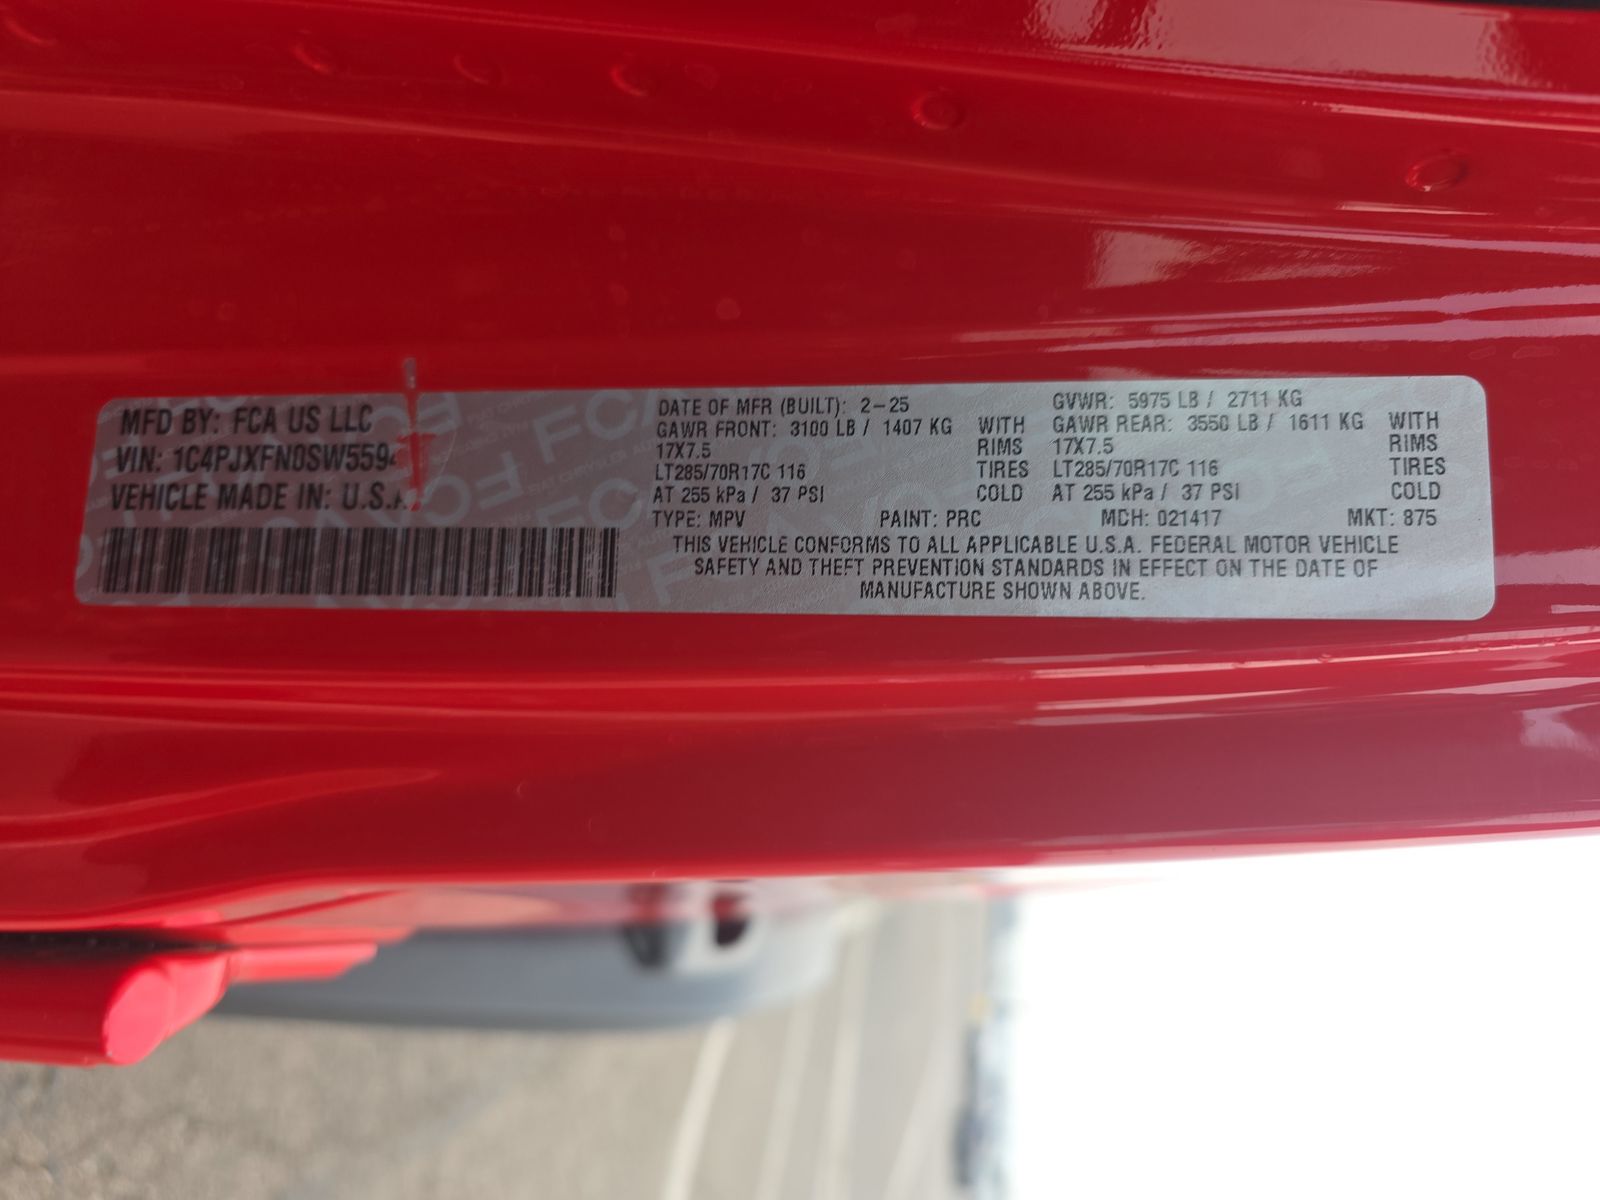 MFD BY: FCA US LLC
VIN: 1C4PJXFN0SW559
VEHICLE MADE IN: U.S.A
DATE OF MFR (BUILT): 2-25 GVWR: 5975 LB / 2711 KG
GAWR FRONT: 3100 LB / 1407 KG WITH GAWR REAR: 3550 LB / 1611 KG WITH
17X7.5 RIMS 17X7.5 RIMS
LT285/70R17C 116 TIRES LT285/70R17C 116 TIRES
AT 255 kPa / 37 PSI COLD AT 255 kPa / 37 PSI COLD
TYPE: MPV PAINT: PRC MCH: 021417 MKT: 875
THIS VEHICLE CONFORMS TO ALL APPLICABLE U.S.A. FEDERAL MOTOR VEHICLE
SAFETY AND THEFT PREVENTION STANDARDS IN EFFECT ON THE DATE OF
MANUFACTURE SHOWN ABOVE.